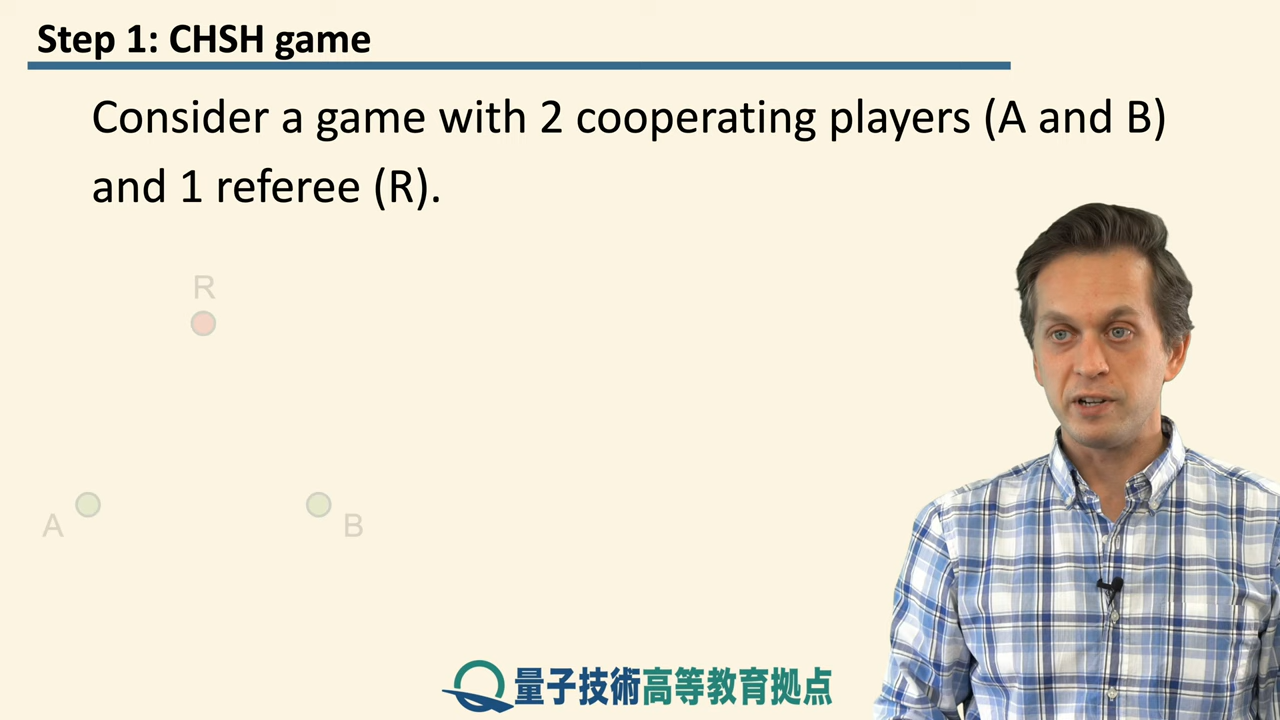 Step 1: CHSH game
Consider a game with 2 cooperating players (A and B)
and 1 referee (R).
R
A
B
量子技術高等教育拠点